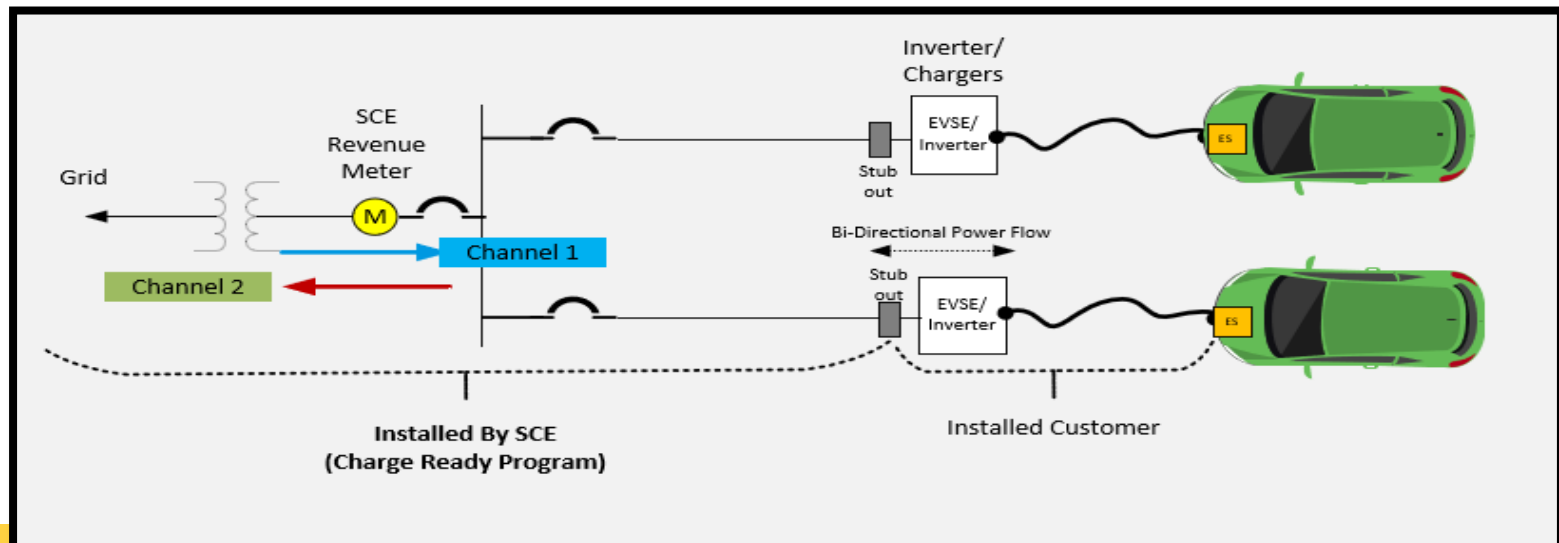 Inverter/
Chargers
SCE
Revenue
Meter
Grid
M
EVSE/
Inverter
ES
Stub
out
Bi-Directional Power Flow
Channel 1
Channel 2
Stub
out
EVSE/
Inverter
ES
Installed By SCE
(Charge Ready Program)
Installed Customer